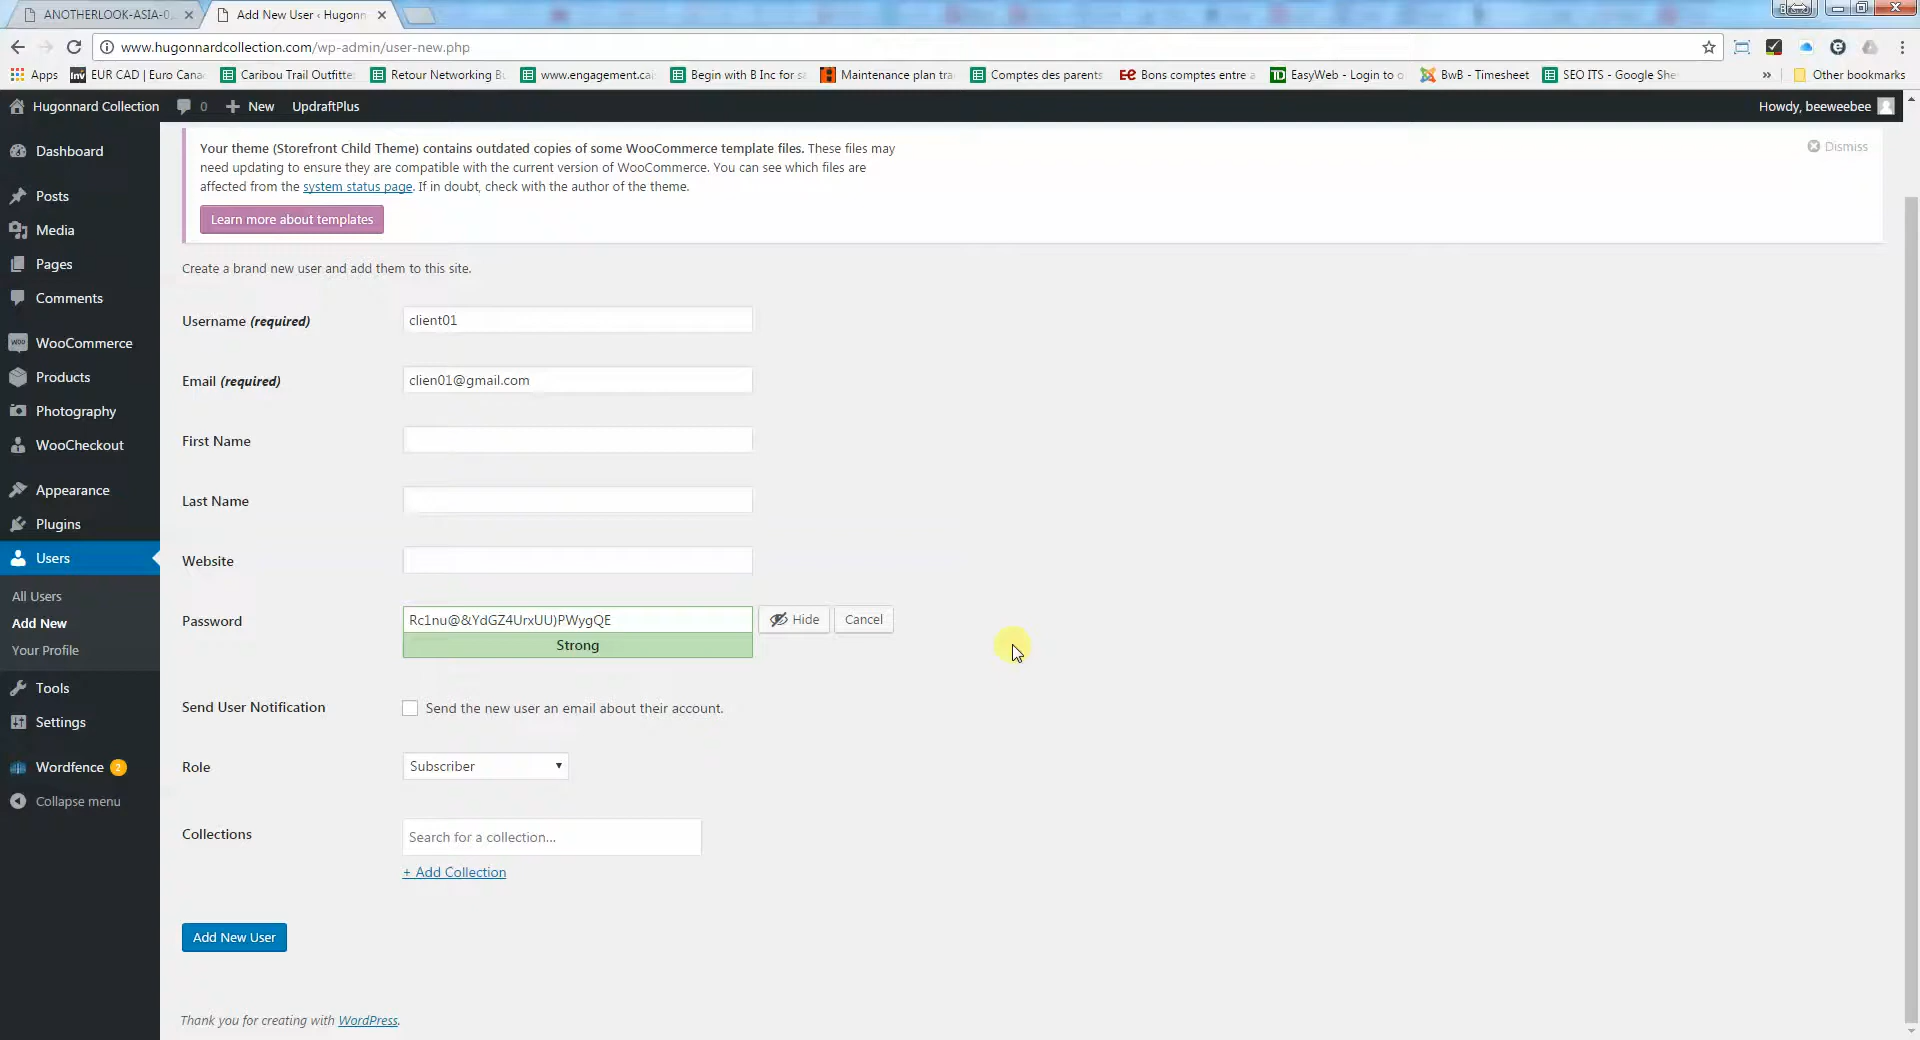 ANOTHERLOOK-ASIA-0
Add New User ‹ Hugonn
www.hugonnardcollection.com/wp-admin/user-new.php
Apps
EUR CAD | Euro Cana
Caribou Trail Outfitte
Retour Networking B
www.engagement.ca
Begin with B Inc for s
Maintenance plan tra
Comptes des parents
Bons comptes entre a
EasyWeb - Login to
BwB - Timesheet
SEO ITS - Google She
»
Other bookmarks
Hugonnard Collection
0
New
UpdraftPlus
Howdy, beeweebee
Dashboard
Posts
Media
Pages
Comments
WooCommerce
Products
Photography
WooCheckout
Appearance
Plugins
Users
All Users
Add New
Your Profile
Tools
Settings
Wordfence 2
Collapse menu
Your theme (Storefront Child Theme) contains outdated copies of some WooCommerce template files. These files may
need updating to ensure they are compatible with the current version of WooCommerce. You can see which files are
affected from the system status page. If in doubt, check with the author of the theme.
Dismiss
Learn more about templates
Create a brand new user and add them to this site.
Username (required)
client01
Email (required)
clien01@gmail.com
First Name
Last Name
Website
Password
Rc1nu@&YdGZ4UrxUU)PWygQE
Hide
Cancel
Strong
Send User Notification
Send the new user an email about their account.
Role
Subscriber
Collections
Search for a collection...
+ Add Collection
Add New User
Thank you for creating with WordPress.